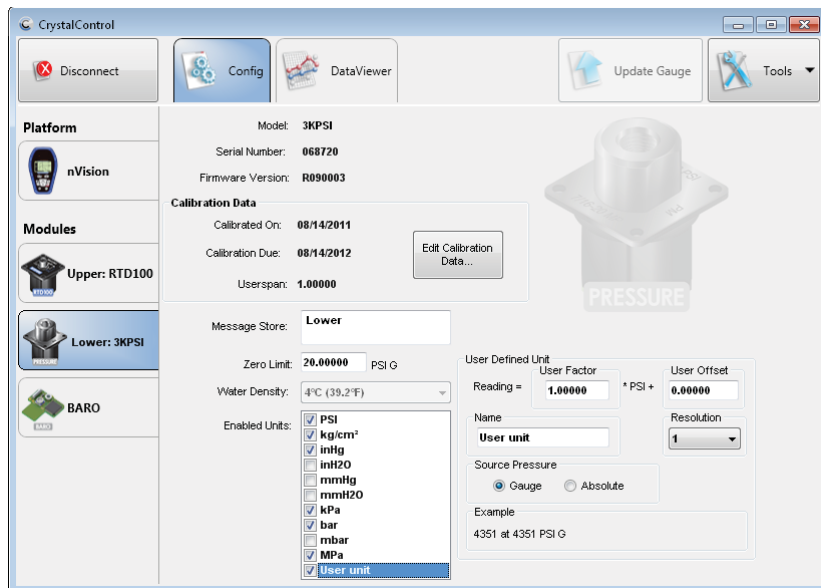 CrystalControl
Disconnect
Config
DataViewer
Update Gauge
Tools
Platform
nVision
Modules
Upper: RTD100
RTD100
Lower: 3KPSI
PRESSURE
BARO
BARO
Model: 3KPSI
Serial Number: 068720
Firmware Version: R090003
Calibration Data
Calibrated On: 08/14/2011
Calibration Due: 08/14/2012
Userspan: 1.00000
Edit Calibration
Data...
PRESSURE
Message Store: Lower
Zero Limit: 20.00000 PSI G
Water Density: 4°C (39.2°F)
Enabled Units:
PSI
kg/cm²
inHg
inH2O
mmHg
mmH2O
kPa
bar
mbar
MPa
User unit
User Defined Unit
User Factor
User Offset
Reading = 1.00000 * PSI + 0.00000
Name
User unit
Resolution
1
Source Pressure
Gauge
Absolute
Example
4351 at 4351 PSI G